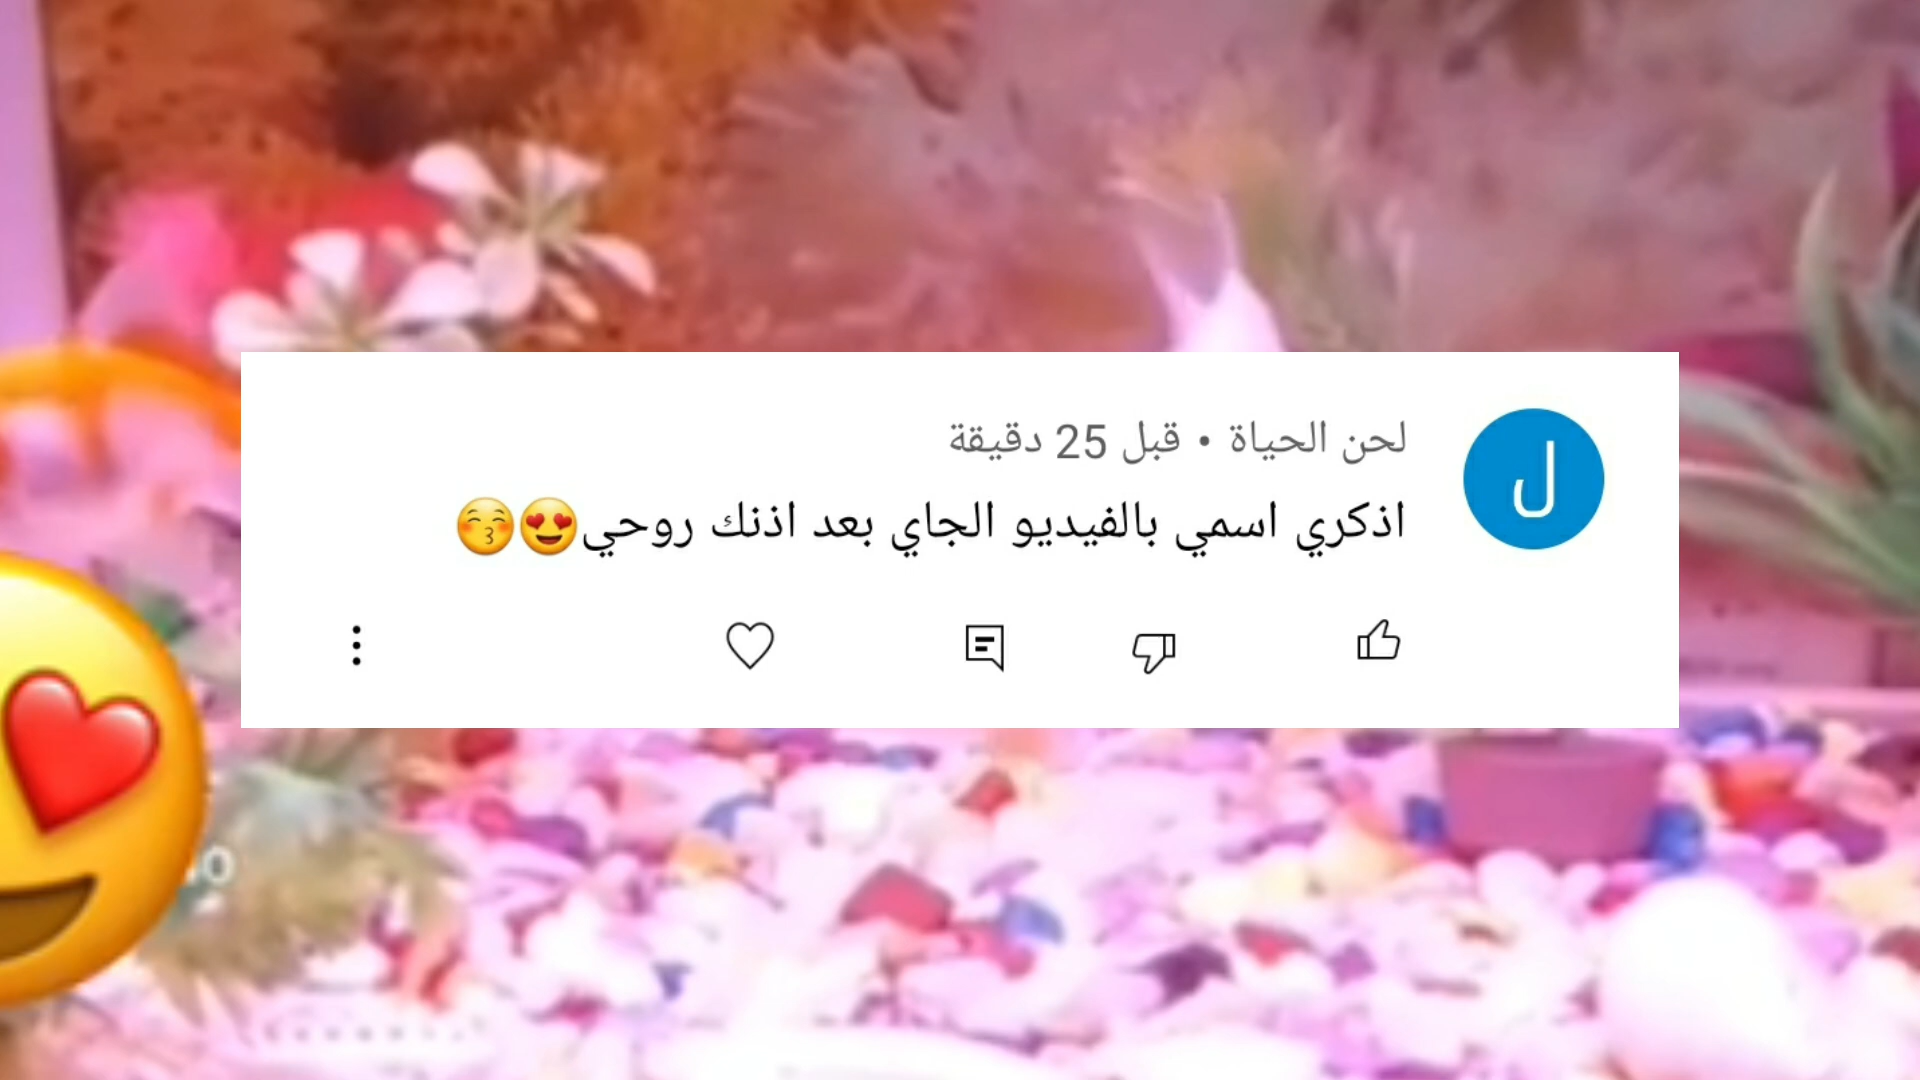 لحن الحياة • قبل 25 دقيقة
ل
اذكري اسمي بالفيديو الجاي بعد اذنك روحي😍😚